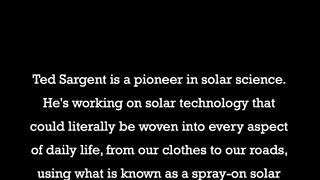 Ted Sargent is a pioneer in solar science.
He's working on solar technology that
could literally be woven into every aspect
of daily life, from our clothes to our roads,
using what is known as a spray-on solar